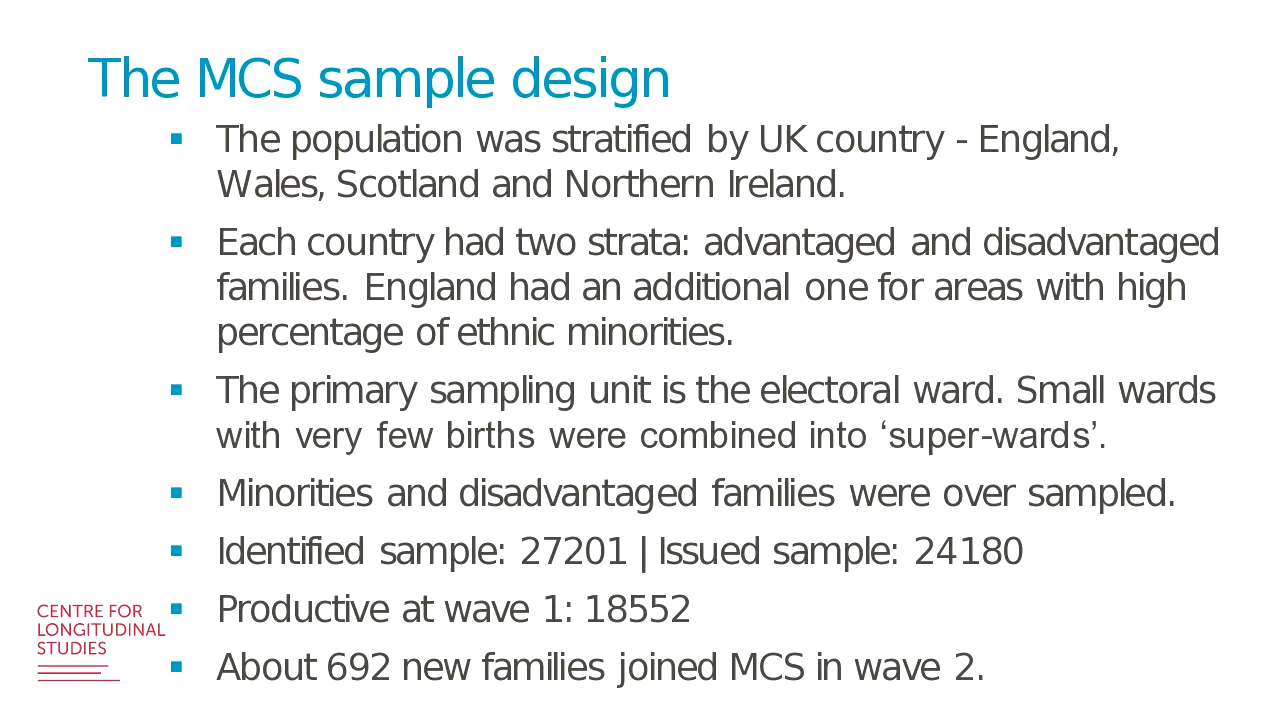 The MCS sample design
▪ The population was stratified by UK country - England,
Wales, Scotland and Northern Ireland.
▪ Each country had two strata: advantaged and disadvantaged
families. England had an additional one for areas with high
percentage of ethnic minorities.
▪ The primary sampling unit is the electoral ward. Small wards
with very few births were combined into ‘super-wards’.
▪ Minorities and disadvantaged families were over sampled.
▪ Identified sample: 27201 | Issued sample: 24180
▪ Productive at wave 1: 18552
▪ About 692 new families joined MCS in wave 2.
CENTRE FOR
LONGITUDINAL
STUDIES